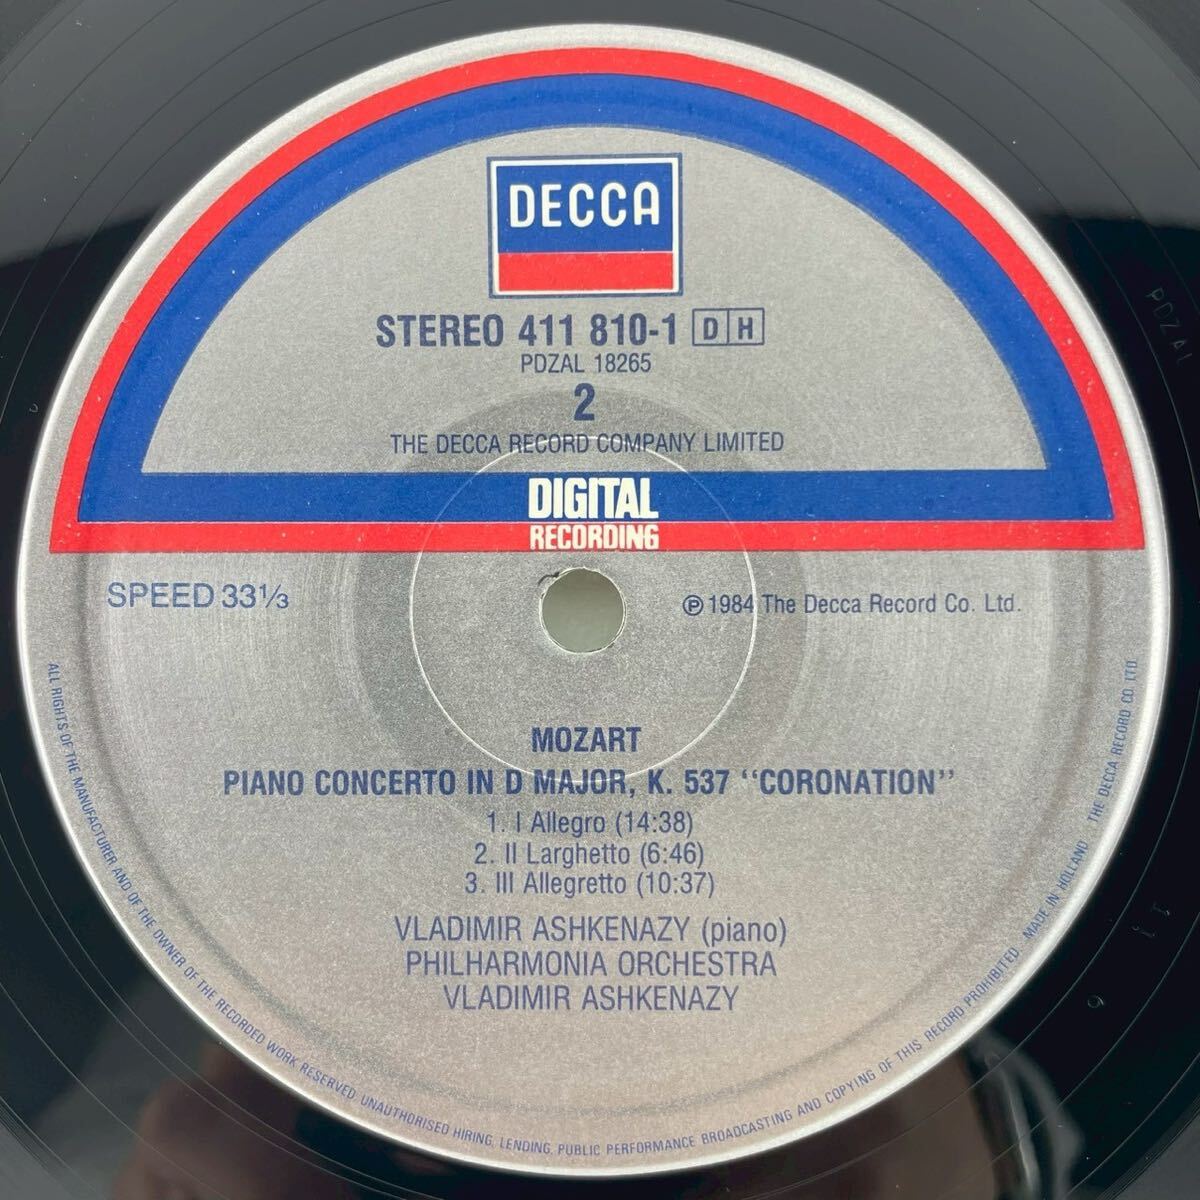 DECCA
STEREO 411 810-1 DH
PDZAL 18265
2
THE DECCA RECORD COMPANY LIMITED
DIGITAL
RECORDING
SPEED 33⅓
℗ 1984 The Decca Record Co. Ltd.
MOZART
PIANO CONCERTO IN D MAJOR, K. 537 "CORONATION"
1. I Allegro (14:38)
2. II Larghetto (6:46)
3. III Allegretto (10:37)
VLADIMIR ASHKENAZY (piano)
PHILHARMONIA ORCHESTRA
VLADIMIR ASHKENAZY
ALL RIGHTS OF THE MANUFACTURER AND OF THE OWNER OF THE RECORDED WORK RESERVED. UNAUTHORISED HIRING, LENDING, PUBLIC PERFORMANCE BROADCASTING AND COPYING OF THIS RECORD PROHIBITED. MADE IN HOLLAND. THE DECCA RECORD CO. LTD.
PDZAL